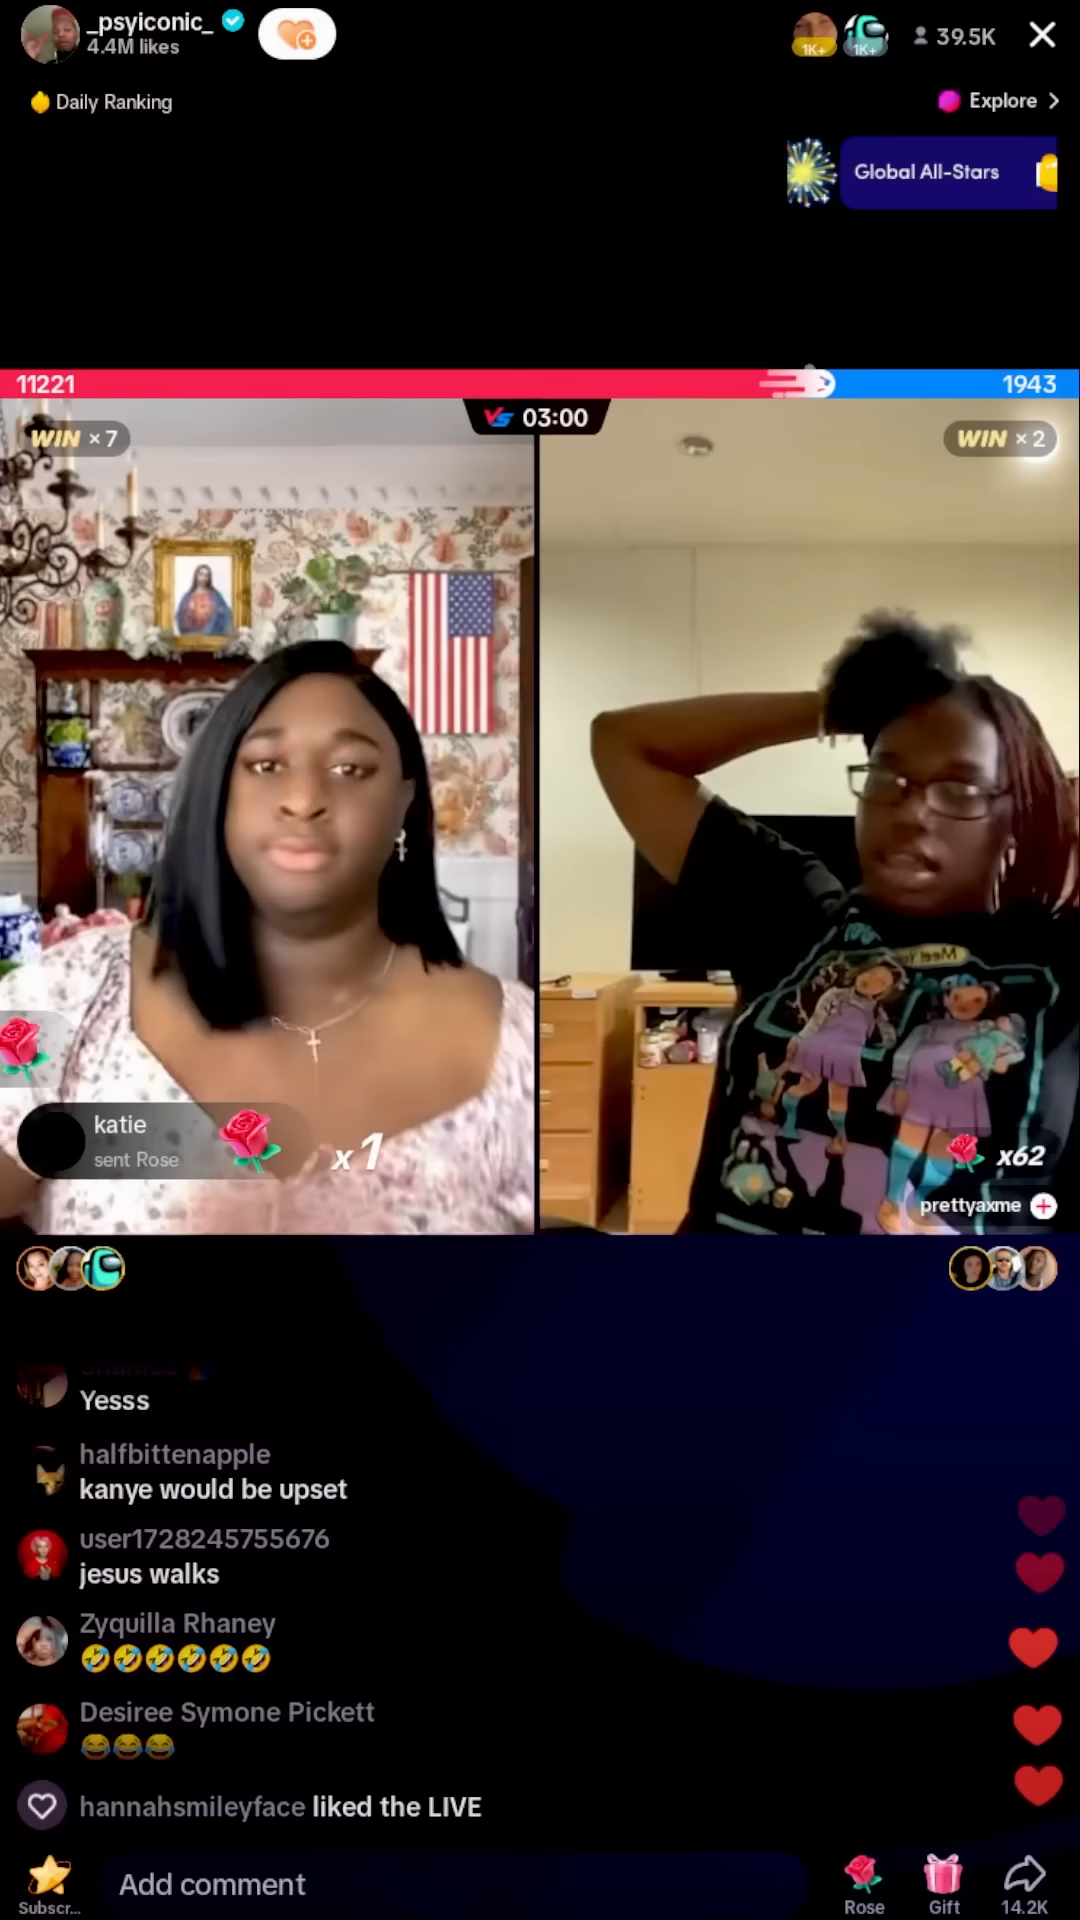 _psyiconic_
4.4M likes
1K+
1K+
39.5K
Daily Ranking
Explore
Global All-Stars
11221
1943
WIN × 7
VS 03:00
WIN × 2
katie
sent Rose
x1
x62
prettyaxme
Yesss
halfbittenapple
kanye would be upset
user1728245755676
jesus walks
Zyquilla Rhaney
🤣🤣🤣🤣🤣🤣
Desiree Symone Pickett
😂😂😂
hannahsmileyface liked the LIVE
Add comment
Subscr...
Rose
Gift
14.2K